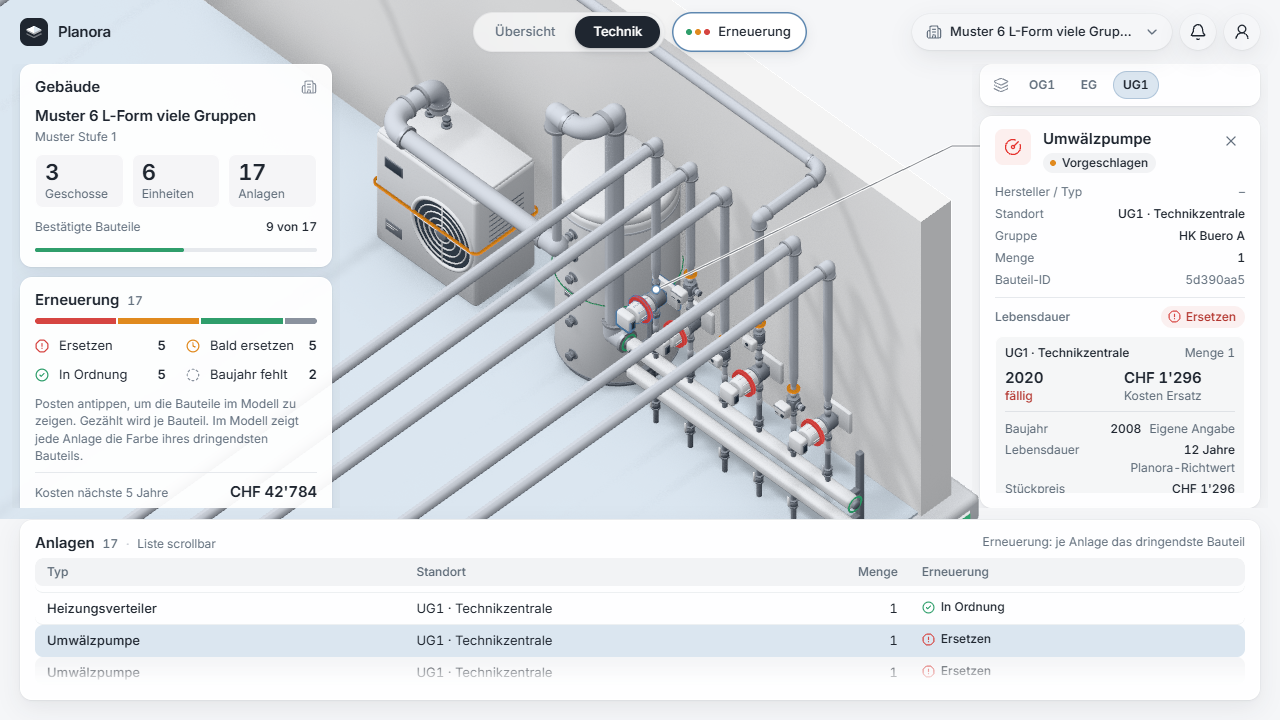 Planora
Übersicht
Technik
Erneuerung
Muster 6 L-Form viele Grup...
Gebäude
Muster 6 L-Form viele Gruppen
Muster Stufe 1
3 Geschosse
6 Einheiten
17 Anlagen
Bestätigte Bauteile 9 von 17
Erneuerung 17
Ersetzen 5
Bald ersetzen 5
In Ordnung 5
Baujahr fehlt 2
Posten antippen, um die Bauteile im Modell zu
zeigen. Gezählt wird je Bauteil. Im Modell zeigt
jede Anlage die Farbe ihres dringendsten
Bauteils.
Kosten nächste 5 Jahre CHF 42'784
OG1 EG UG1
Umwälzpumpe
Vorgeschlagen
Hersteller / Typ –
Standort UG1 · Technikzentrale
Gruppe HK Buero A
Menge 1
Bauteil-ID 5d390aa5
Lebensdauer Ersetzen
UG1 · Technikzentrale Menge 1
2020 CHF 1'296
fällig Kosten Ersatz
Baujahr 2008 Eigene Angabe
Lebensdauer 12 Jahre
Planora-Richtwert
Stückpreis CHF 1'296
Anlagen 17 · Liste scrollbar
Erneuerung: je Anlage das dringendste Bauteil
Typ Standort Menge Erneuerung
Heizungsverteiler UG1 · Technikzentrale 1 In Ordnung
Umwälzpumpe UG1 · Technikzentrale 1 Ersetzen
Umwälzpumpe UG1 · Technikzentrale 1 Ersetzen